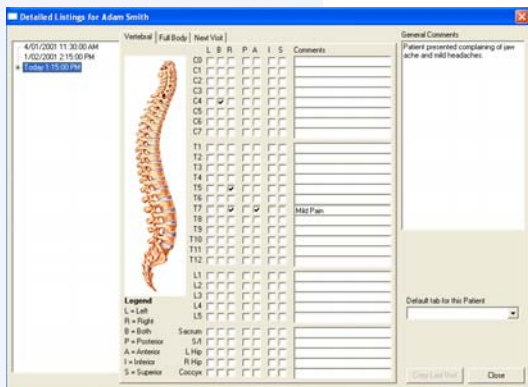 Detailed Listings for Adam Smith
4/01/2001 11:30:00 AM
1/02/2001 2:15:00 PM
Today 1:15:00 PM
Vertebral Full Body Next Visit
L B R P A I S Comments
C0
C1
C2
C3
C4
C5
C6
C7
T1
T2
T3
T4
T5
T6
T7 Mild Pain
T8
T9
T10
T11
T12
L1
L2
L3
L4
L5
Sacrum
S/I
L Hip
R Hip
Coccyx
Legend
L = Left
R = Right
B = Both
P = Posterior
A = Anterior
I = Inferior
S = Superior
General Comments
Patient presented complaining of jaw
ache and mild headaches.
Default tab for this Patient
Copy Last Visit
Close